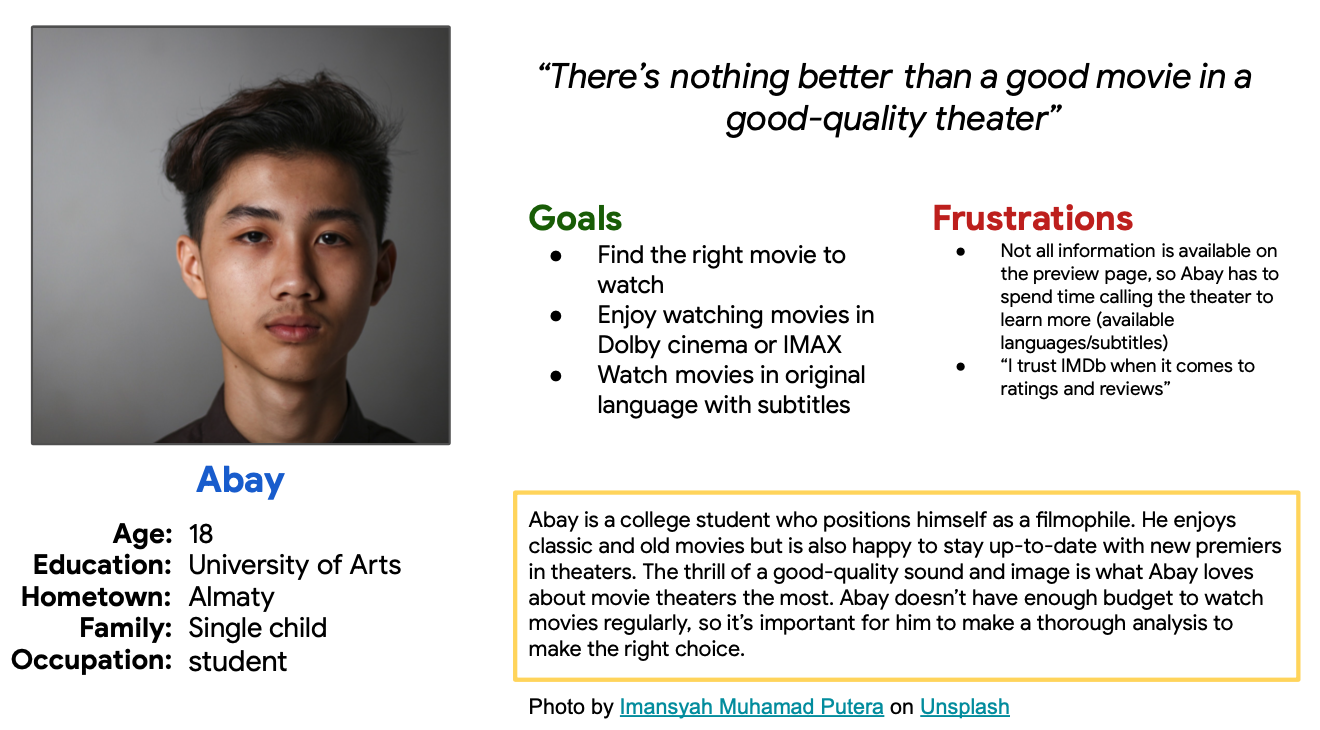 “There’s nothing better than a good movie in a
good-quality theater”
Goals
● Find the right movie to
watch
● Enjoy watching movies in
Dolby cinema or IMAX
● Watch movies in original
language with subtitles
Frustrations
● Not all information is available on
the preview page, so Abay has to
spend time calling the theater to
learn more (available
languages/subtitles)
● “I trust IMDb when it comes to
ratings and reviews”
Abay
Age: 18
Education: University of Arts
Hometown: Almaty
Family: Single child
Occupation: student
Abay is a college student who positions himself as a filmophile. He enjoys
classic and old movies but is also happy to stay up-to-date with new premiers
in theaters. The thrill of a good-quality sound and image is what Abay loves
about movie theaters the most. Abay doesn’t have enough budget to watch
movies regularly, so it’s important for him to make a thorough analysis to
make the right choice.
Photo by Imansyah Muhamad Putera on Unsplash